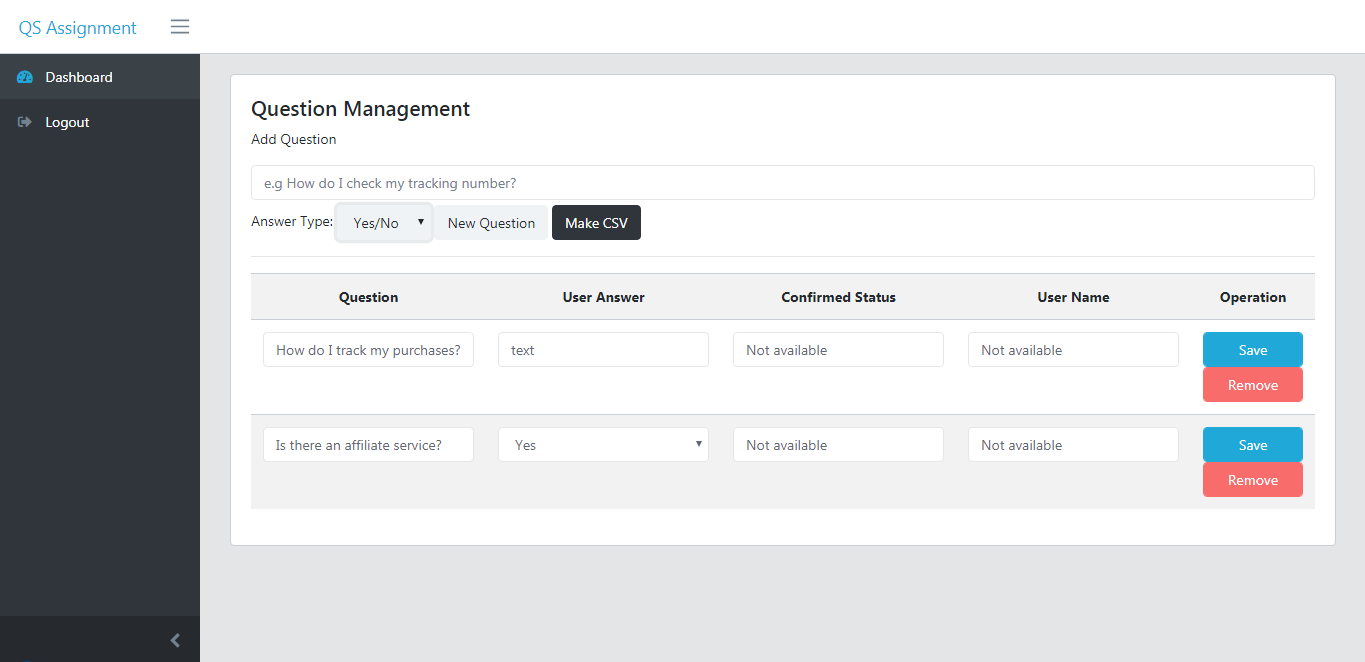 QS Assignment
Dashboard
Logout
Question Management
Add Question
e.g How do I check my tracking number?
Answer Type: Yes/No New Question Make CSV
Question User Answer Confirmed Status User Name Operation
How do I track my purchases? text Not available Not available Save
Remove
Is there an affiliate service? Yes Not available Not available Save
Remove